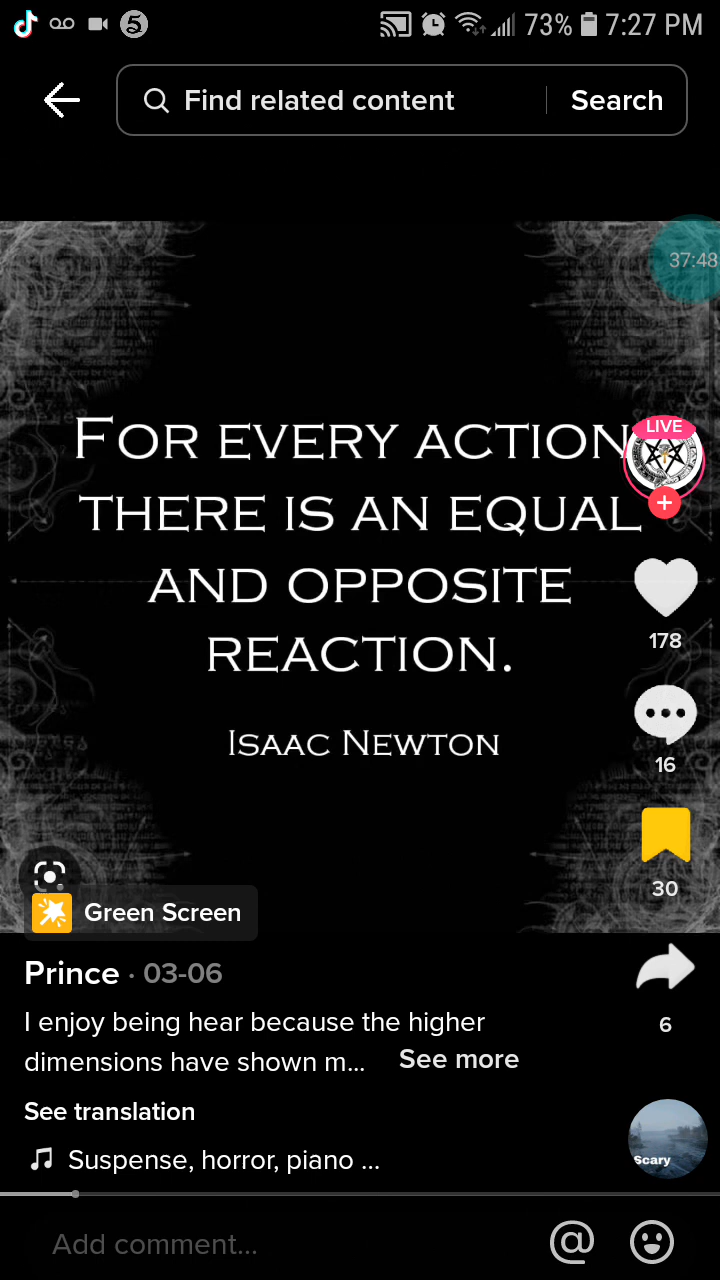 73% 7:27 PM
Find related content Search
37:48
FOR EVERY ACTION
LIVE
THERE IS AN EQUAL
AND OPPOSITE
REACTION.
178
ISAAC NEWTON
16
30
Green Screen
Prince · 03-06
6
I enjoy being hear because the higher
dimensions have shown m... See more
See translation
Scary
Suspense, horror, piano ...
Add comment...